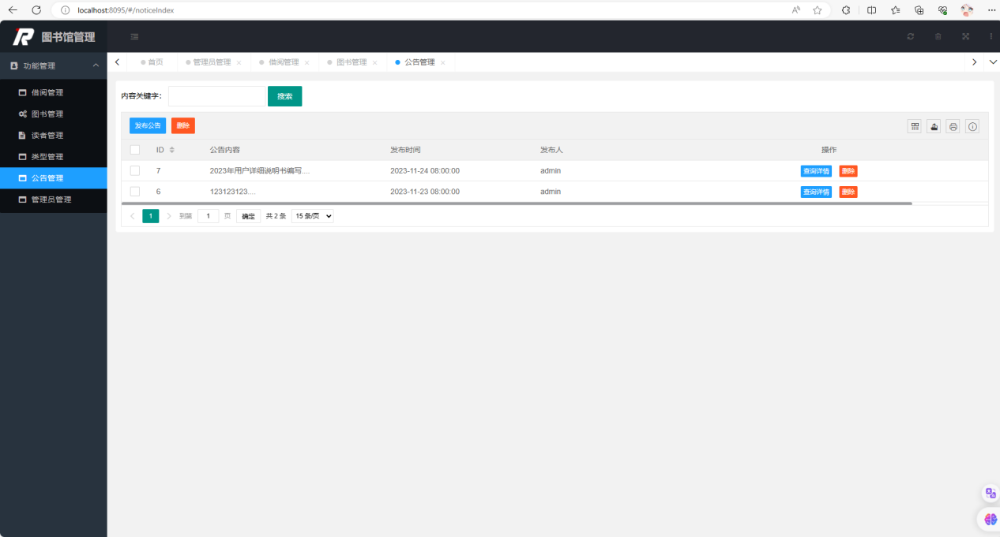 localhost:8095/#/noticeIndex
图书馆管理
功能管理
借阅管理
图书管理
读者管理
类型管理
公告管理
管理员管理
首页 管理员管理 借阅管理 图书管理 公告管理
内容关键字: 搜索
发布公告 删除
ID 公告内容 发布时间 发布人 操作
7 2023年用户详细说明书编写.... 2023-11-24 08:00:00 admin 查询详情 删除
6 123123123.... 2023-11-23 08:00:00 admin 查询详情 删除
1 到第 1 页 确定 共 2 条 15 条/页